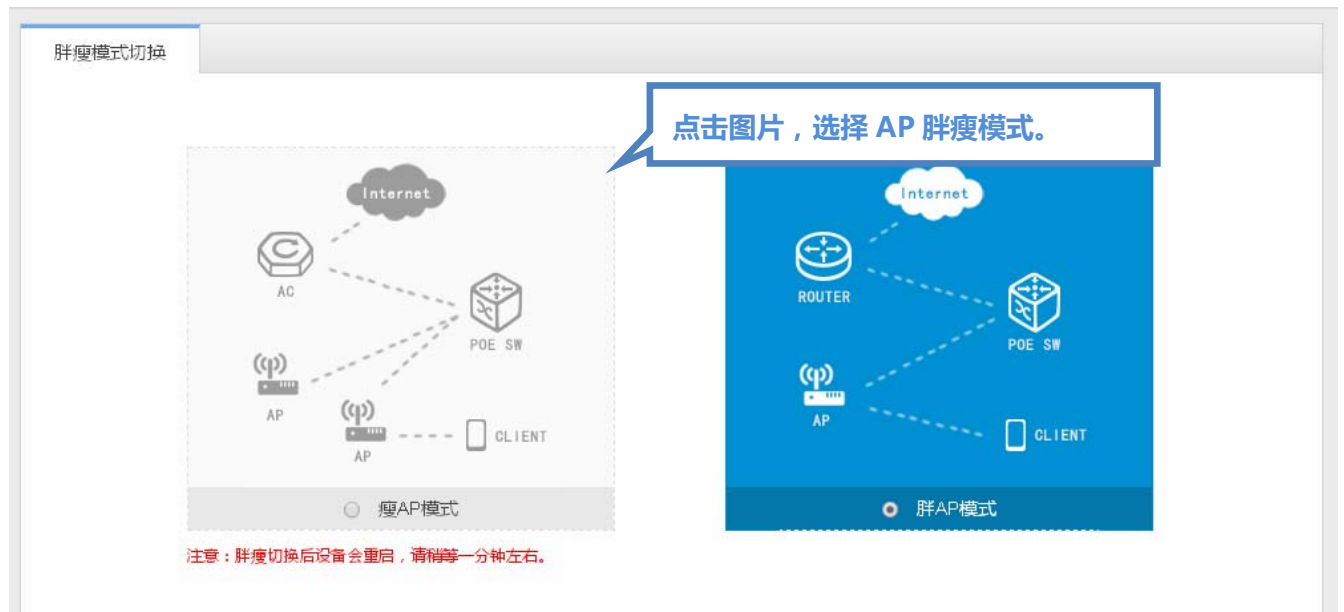 胖瘦模式切换
点击图片，选择 AP 胖瘦模式。
Internet
AC
POE SW
AP
AP
CLIENT
瘦AP模式
Internet
ROUTER
POE SW
AP
CLIENT
胖AP模式
注意：胖瘦切换后设备会重启，请稍等一分钟左右。